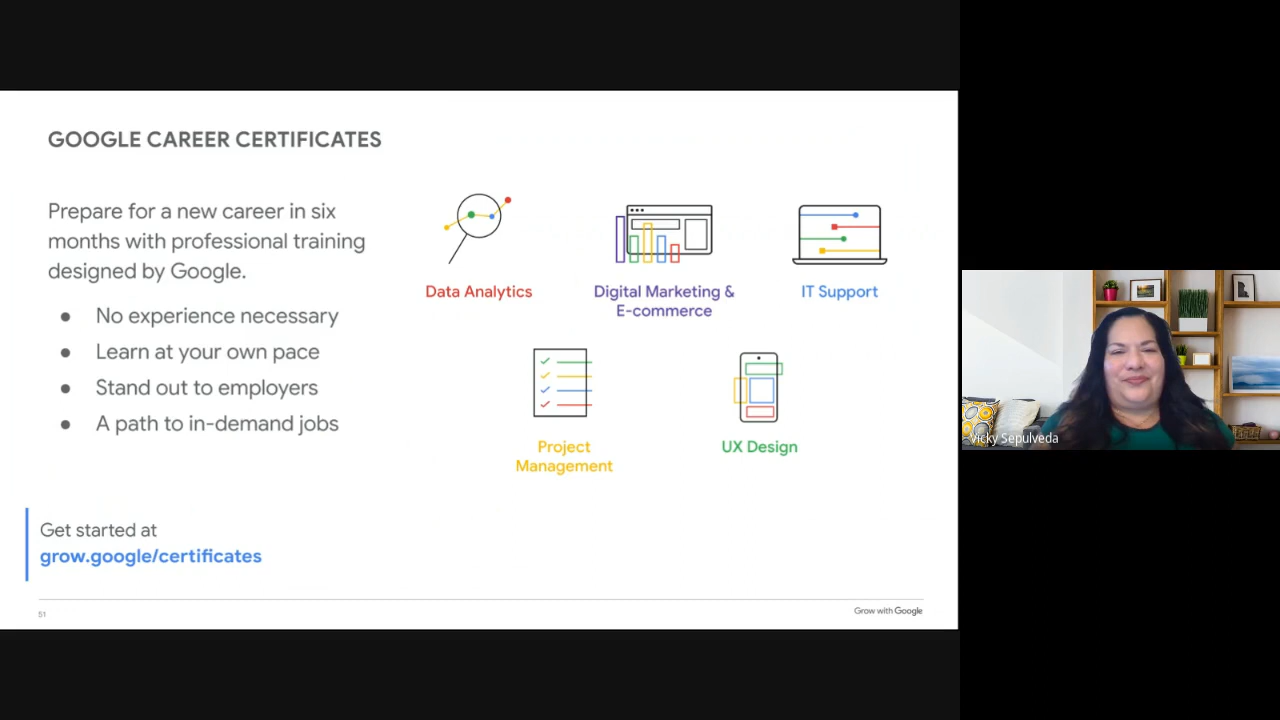 GOOGLE CAREER CERTIFICATES
Prepare for a new career in six
months with professional training
designed by Google.
● No experience necessary
● Learn at your own pace
● Stand out to employers
● A path to in-demand jobs
Data Analytics
Digital Marketing &
E-commerce
IT Support
Project
Management
UX Design
Get started at
grow.google/certificates
51
Grow with Google
Vicky Sepulveda